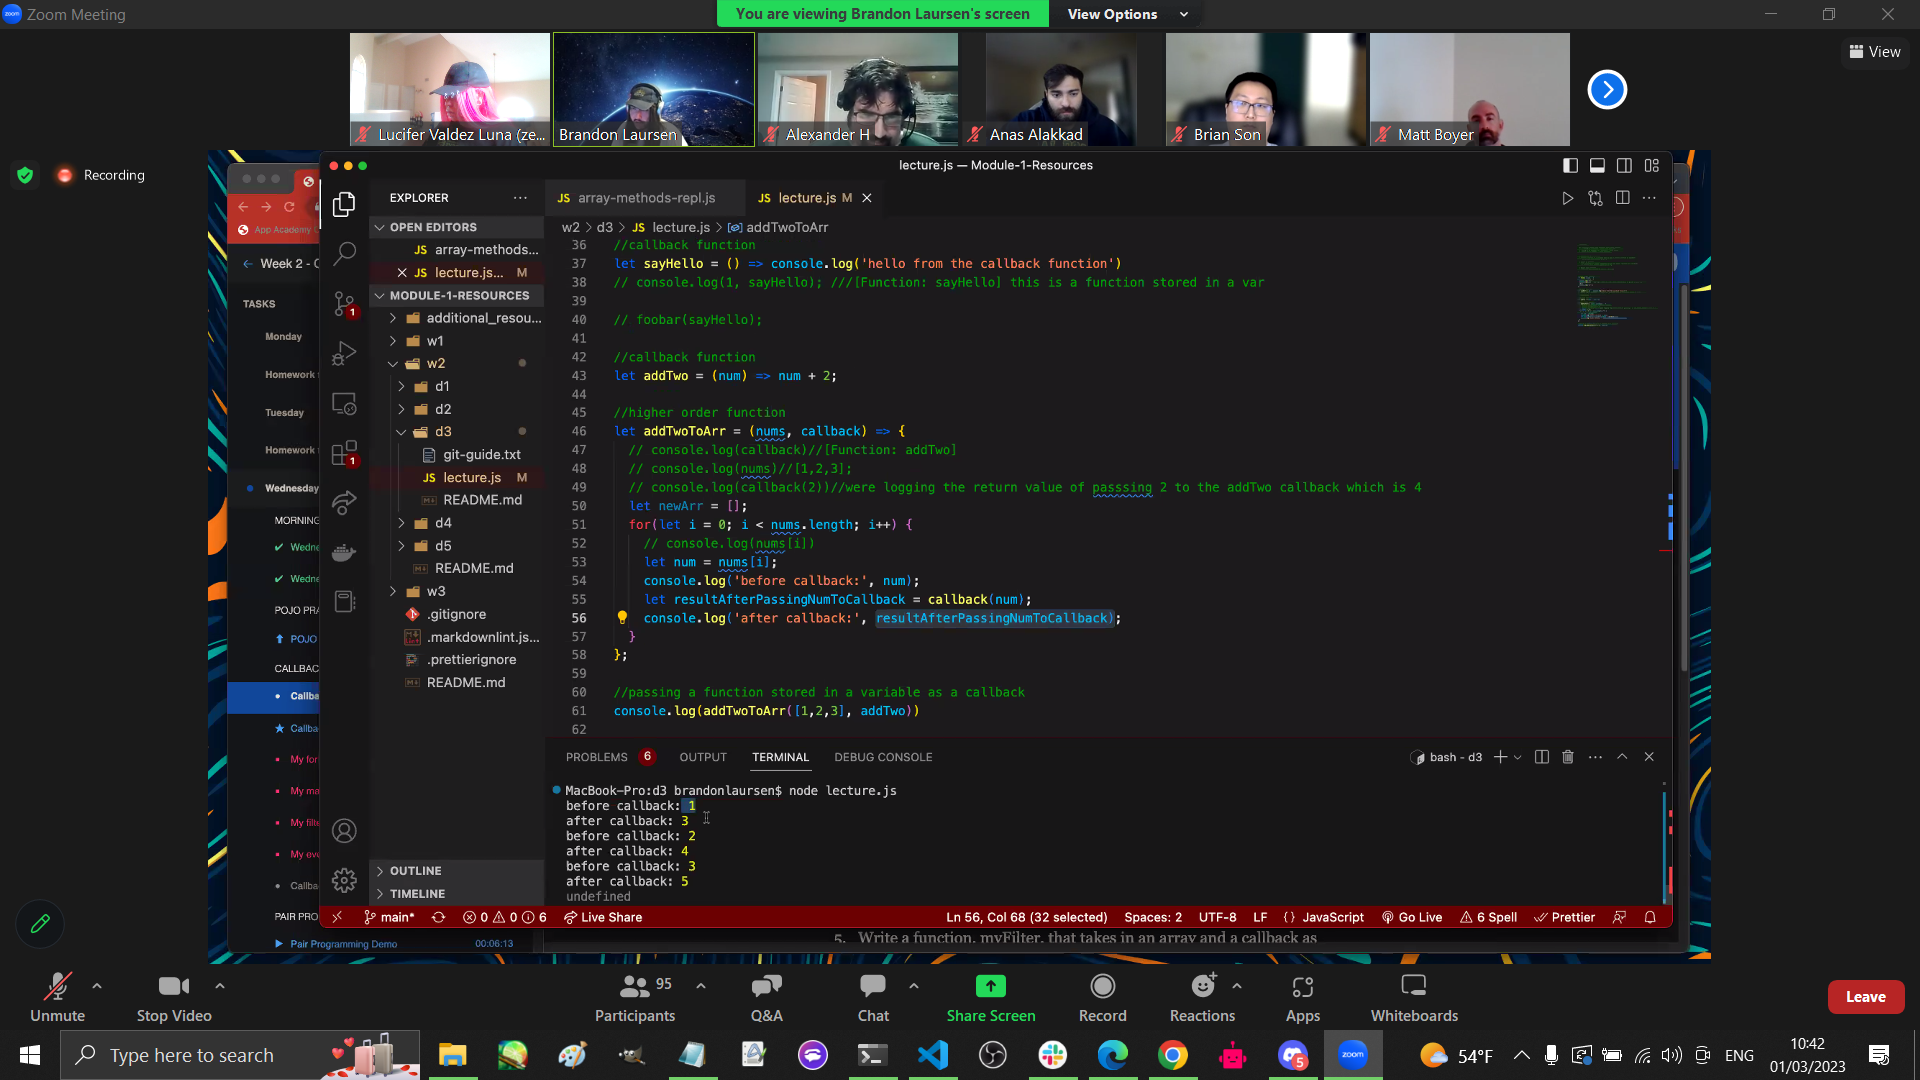 Zoom Meeting
You are viewing Brandon Laursen's screen
View Options
View
Lucifer Valdez Luna (ze...
Brandon Laursen
Alexander H
Anas Alakkad
Brian Son
Matt Boyer
Recording
lecture.js — Module-1-Resources
App Academy
Week 2 - C
TASKS
Monday
Homework
Tuesday
Homework
Wednesday
MORNING
Wedne
Wedne
POJO PRA
POJO
CALLBAC
Callba
Callba
My for
My ma
My filt
My eve
Callba
PAIR PRO
Pair Programming Demo 00:06:13
EXPLORER
OPEN EDITORS
JS array-methods...
JS lecture.js... M
MODULE-1-RESOURCES
additional_resou...
w1
w2
d1
d2
d3
git-guide.txt
JS lecture.js M
README.md
d4
d5
README.md
w3
.gitignore
.markdownlint.js...
.prettierignore
README.md
OUTLINE
TIMELINE
JS array-methods-repl.js
JS lecture.js M
w2 > d3 > JS lecture.js > addTwoToArr
36 //callback function
37 let sayHello = () => console.log('hello from the callback function')
38 // console.log(1, sayHello); ///[Function: sayHello] this is a function stored in a var
39
40 // foobar(sayHello);
41
42 //callback function
43 let addTwo = (num) => num + 2;
44
45 //higher order function
46 let addTwoToArr = (nums, callback) => {
47 // console.log(callback)//[Function: addTwo]
48 // console.log(nums)//[1,2,3];
49 // console.log(callback(2))//were logging the return value of passsing 2 to the addTwo callback which is 4
50 let newArr = [];
51 for(let i = 0; i < nums.length; i++) {
52 // console.log(nums[i])
53 let num = nums[i];
54 console.log('before callback:', num);
55 let resultAfterPassingNumToCallback = callback(num);
56 console.log('after callback:', resultAfterPassingNumToCallback);
57 }
58 };
59
60 //passing a function stored in a variable as a callback
61 console.log(addTwoToArr([1,2,3], addTwo))
62
PROBLEMS 6 OUTPUT TERMINAL DEBUG CONSOLE
bash - d3
MacBook-Pro:d3 brandonlaursen$ node lecture.js
before callback: 1
after callback: 3
before callback: 2
after callback: 4
before callback: 3
after callback: 5
undefined
main* 0 0 6 Live Share
Ln 56, Col 68 (32 selected) Spaces: 2 UTF-8 LF {} JavaScript Go Live 6 Spell Prettier
5. Write a function, myFilter, that takes in an array and a callback as
Unmute
Stop Video
95
Participants
Q&A
Chat
Share Screen
Record
Reactions
Apps
Whiteboards
Leave
Type here to search
zoom
5
54°F
ENG
10:42
01/03/2023